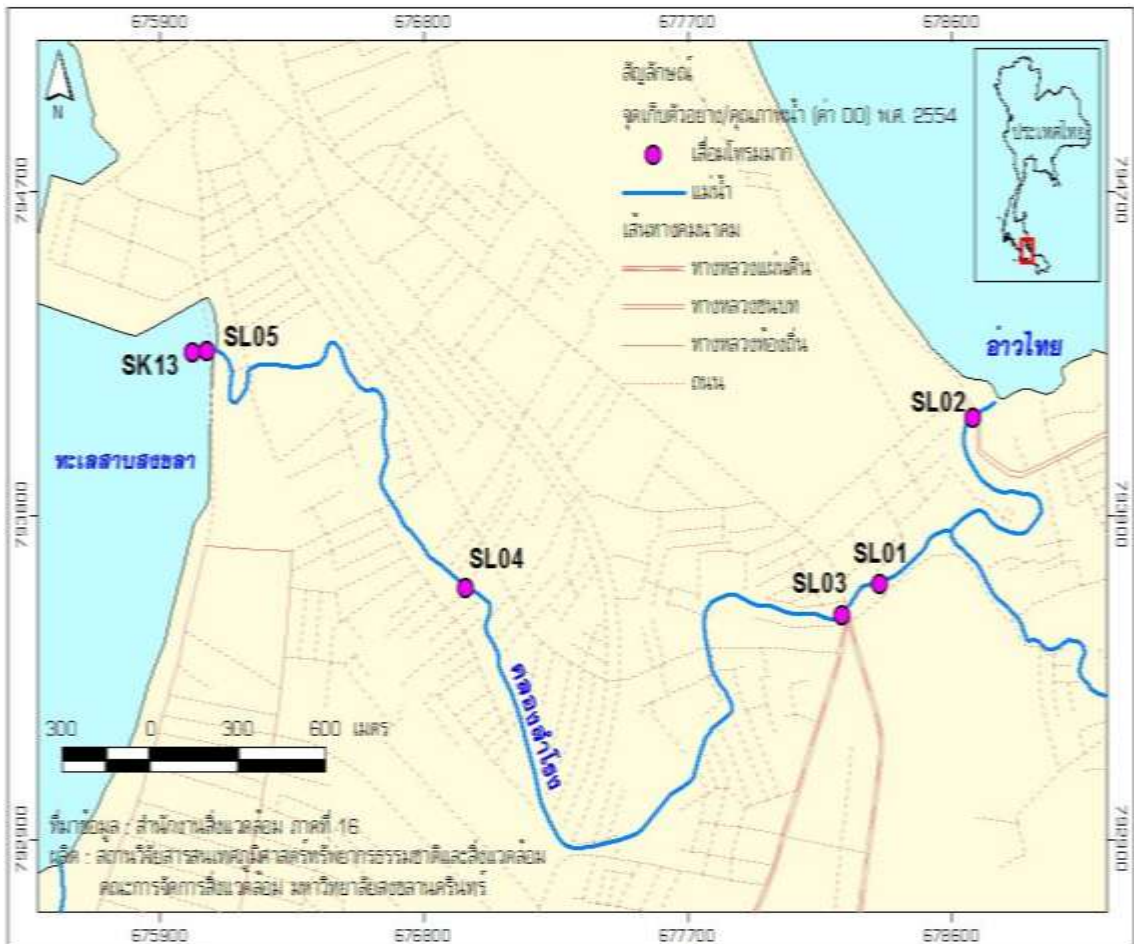 675900 676800 677700 678600
N
สัญลักษณ์
จุดเก็บตัวอย่าง/คุณภาพน้ำ (ค่า DO) พ.ศ. 2554
เสื่อมโทรมมาก
แม่น้ำ
เส้นทางคมนาคม
ทางหลวงแผ่นดิน
ทางหลวงชนบท
ทางหลวงท้องถิ่น
ถนน
ประเทศไทย
794700 794700
SL05
SK13
อ่าวไทย
SL02
ทะเลสาบสงขลา
793800 793800
SL04
SL01
SL03
คลองสำโรง
300 0 300 600 เมตร
ที่มาข้อมูล : สำนักงานสิ่งแวดล้อม ภาคที่ 16
ผลิต : สถานวิจัยสารสนเทศภูมิศาสตร์ทรัพยากรธรรมชาติและสิ่งแวดล้อม
คณะการจัดการสิ่งแวดล้อม มหาวิทยาลัยสงขลานครินทร์
792900 792900
675900 676800 677700 678600